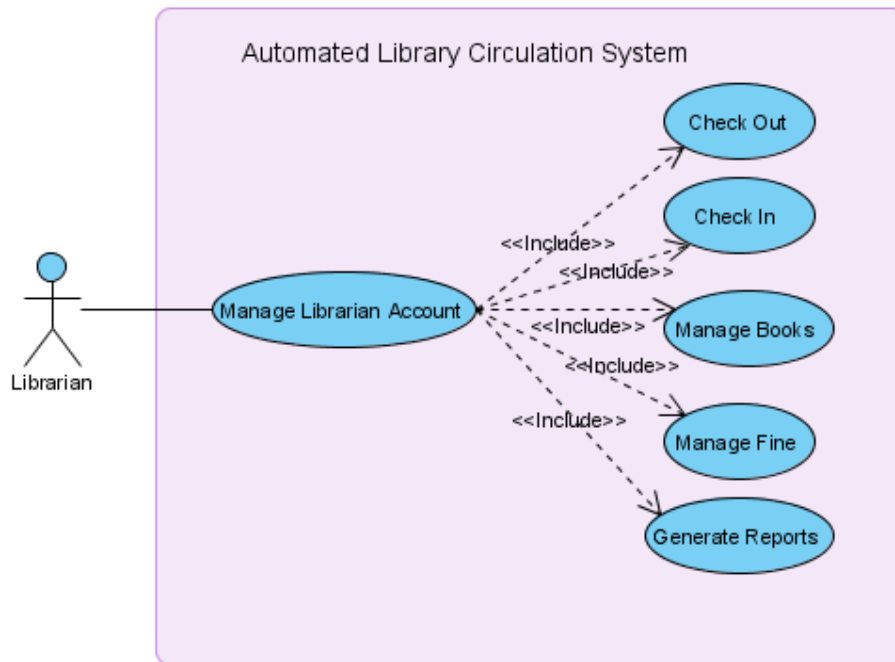 Automated Library Circulation System
Check Out
Check In
<<Include>>
<<Include>>
Manage Librarian Account
<<Include>>
Manage Books
<<Include>>
Librarian
<<Include>>
Manage Fine
Generate Reports